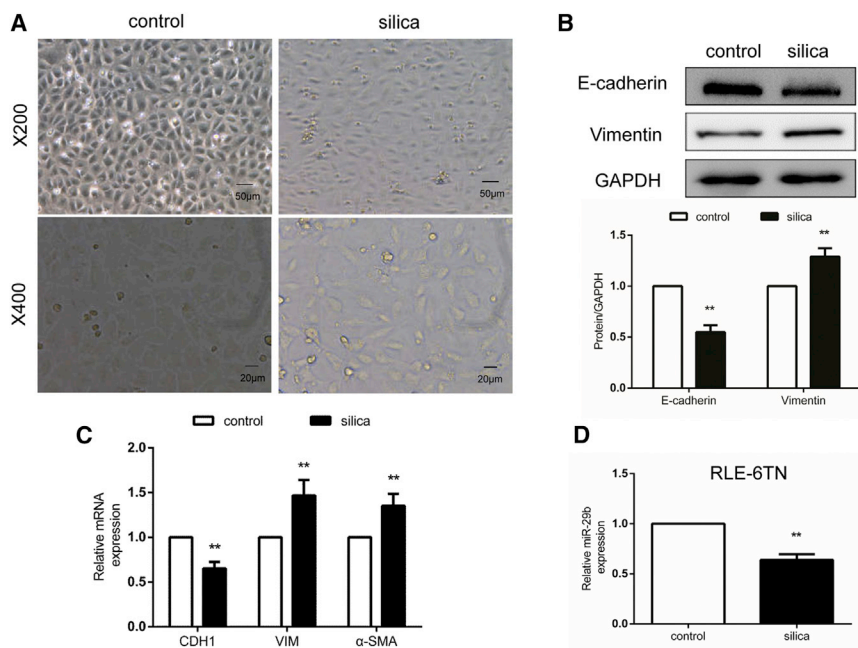 A
control silica
X200
50μm 50μm
X400
20μm 20μm
B
control silica
E-cadherin
Vimentin
GAPDH
control silica
Protein/GAPDH
1.5
1.0
0.5
0.0
** **
E-cadherin Vimentin
C
control silica
Relative mRNA
expression
2.0
1.5
1.0
0.5
0.0
** ** **
CDH1 VIM α-SMA
D
RLE-6TN
Relative miR-29b
expression
1.5
1.0
0.5
0.0
**
control silica